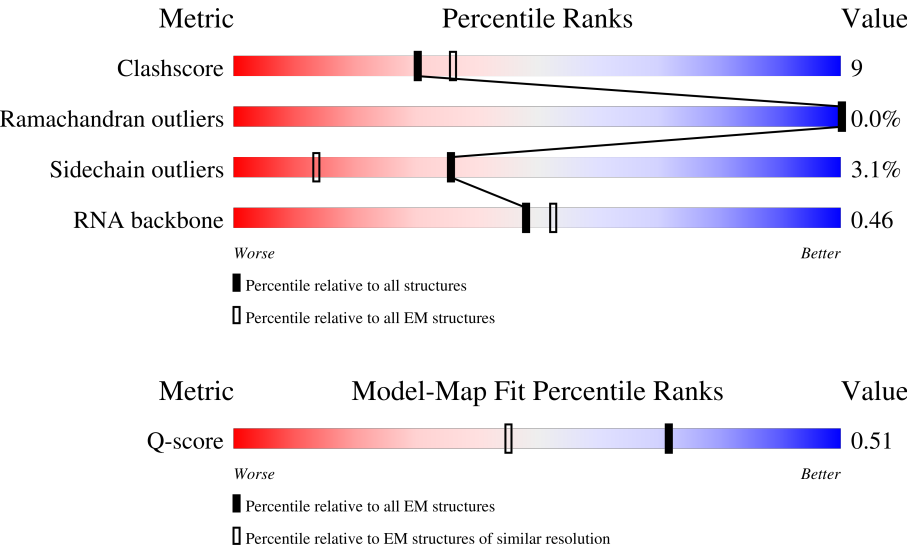 Metric Percentile Ranks Value
Clashscore 9
Ramachandran outliers 0.0%
Sidechain outliers 3.1%
RNA backbone 0.46
Worse Better
Percentile relative to all structures
Percentile relative to all EM structures
Metric Model-Map Fit Percentile Ranks Value
Q-score 0.51
Worse Better
Percentile relative to all EM structures
Percentile relative to EM structures of similar resolution